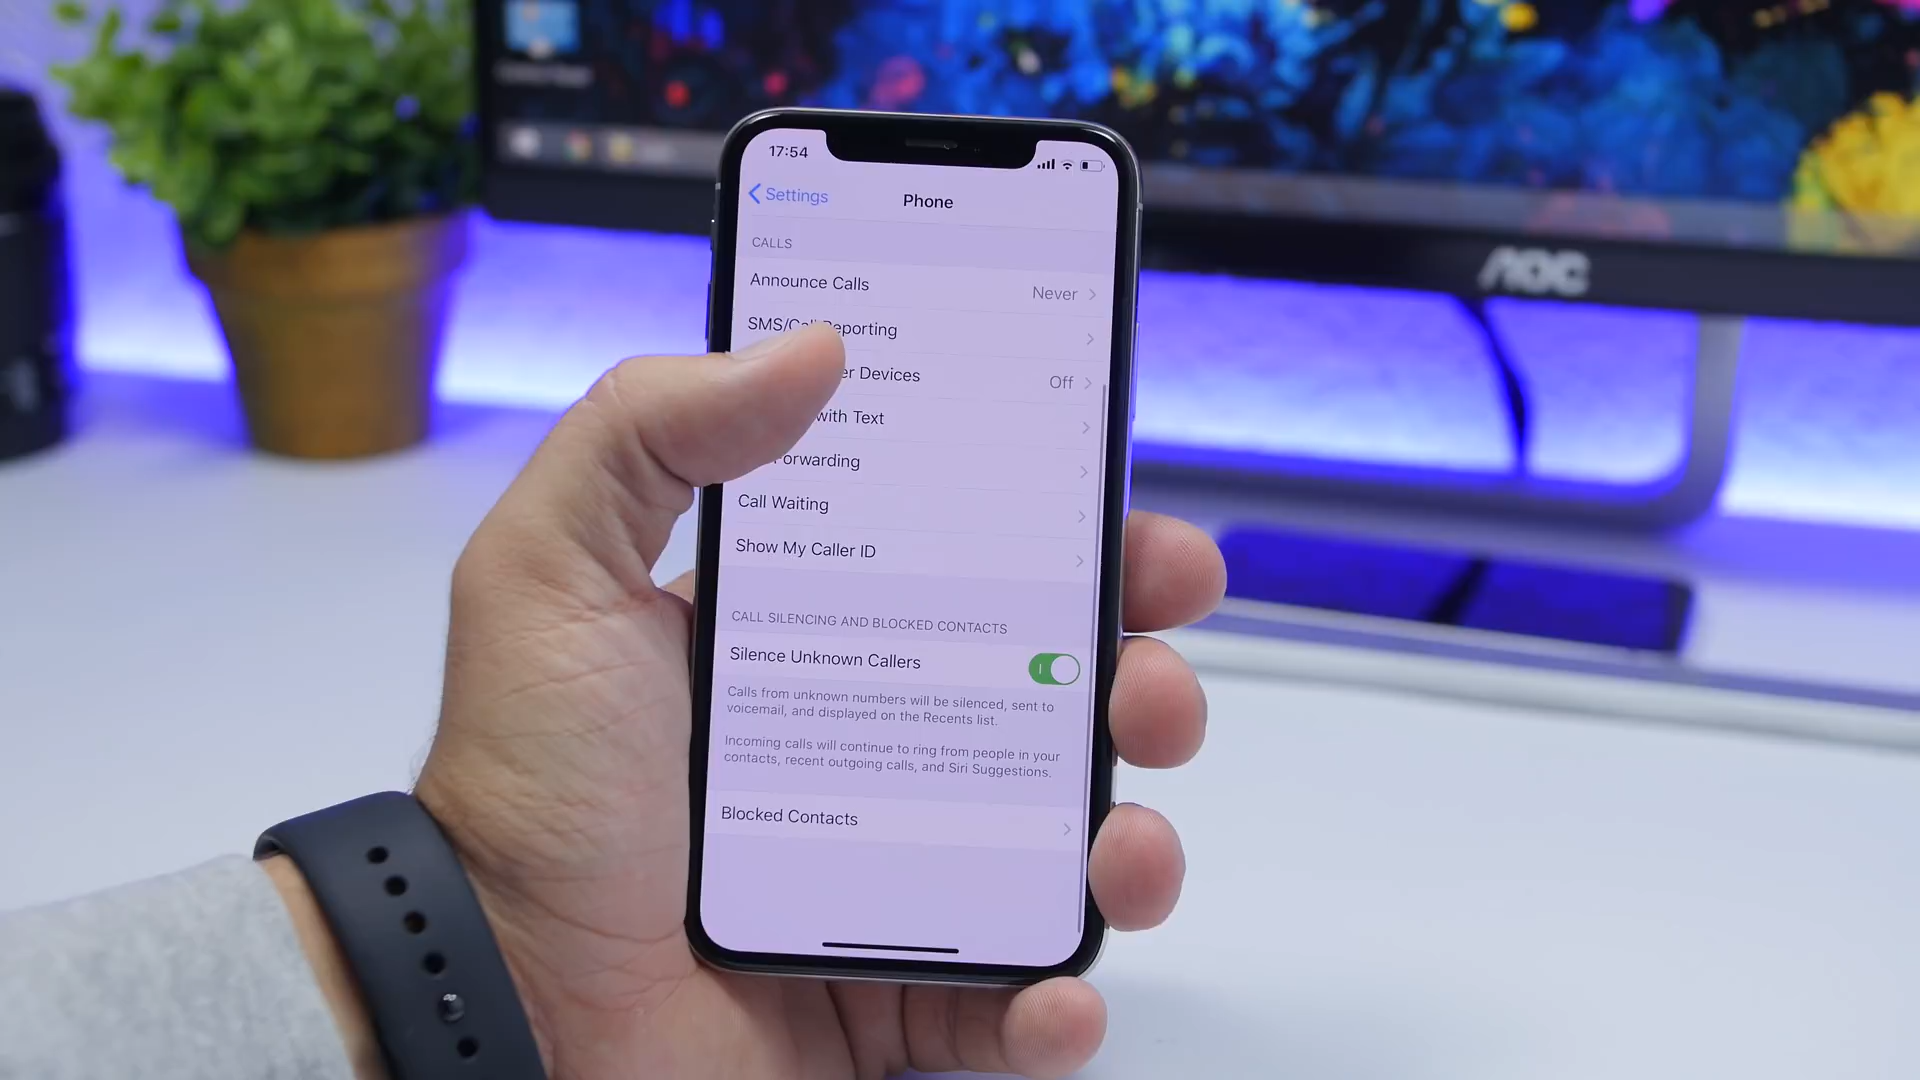 17:54
Settings
Phone
CALLS
Announce Calls
Never
SMS/Call Reporting
Devices
Off
with Text
Forwarding
Call Waiting
Show My Caller ID
CALL SILENCING AND BLOCKED CONTACTS
Silence Unknown Callers
Calls from unknown numbers will be silenced, sent to
voicemail, and displayed on the Recents list.
Incoming calls will continue to ring from people in your
contacts, recent outgoing calls, and Siri Suggestions.
Blocked Contacts
AOC